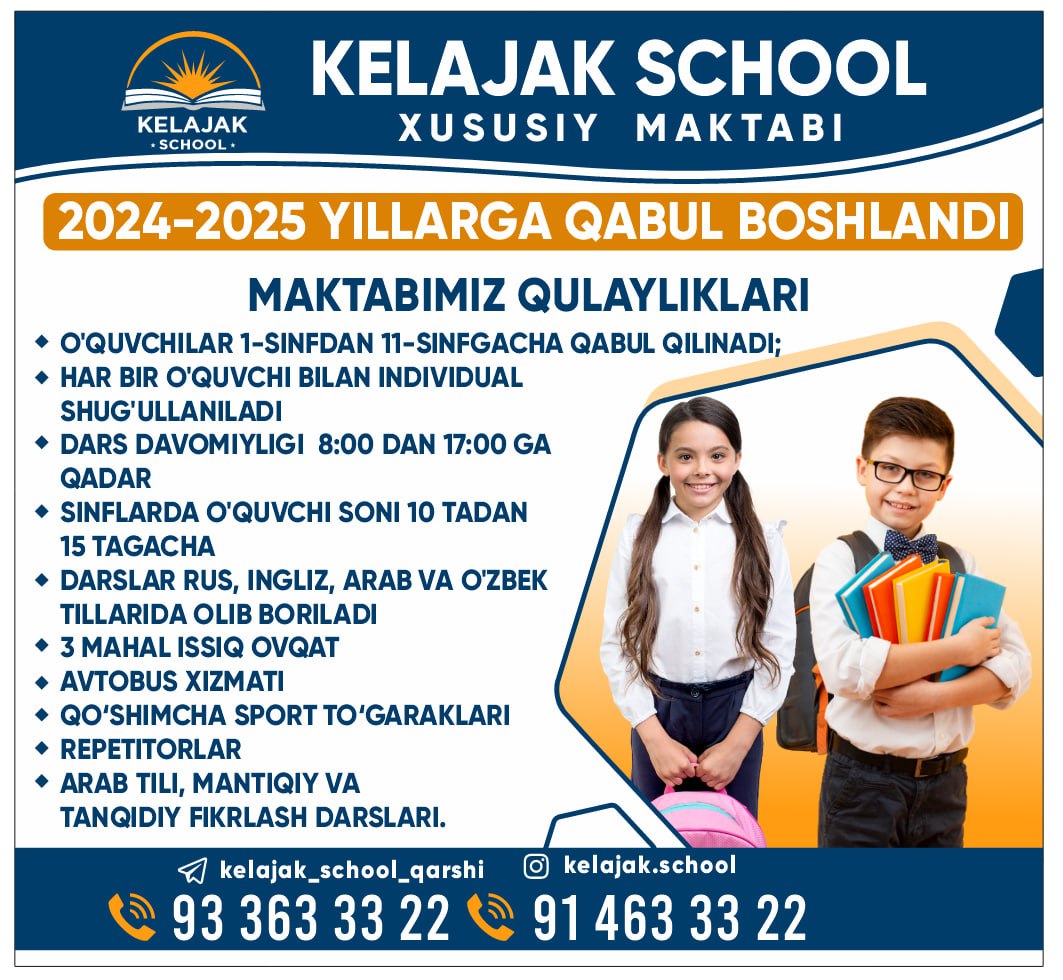 KELAJAK
SCHOOL
KELAJAK SCHOOL
XUSUSIY MAKTABI
2024-2025 YILLARGA QABUL BOSHLANDI
MAKTABIMIZ QULAYLIKLARI
O'QUVCHILAR 1-SINFDAN 11-SINFGACHA QABUL QILINADI;
HAR BIR O'QUVCHI BILAN INDIVIDUAL
SHUG'ULLANILADI
DARS DAVOMIYLIGI 8:00 DAN 17:00 GA
QADAR
SINFLARDA O'QUVCHI SONI 10 TADAN
15 TAGACHA
DARSLAR RUS, INGLIZ, ARAB VA O'ZBEK
TILLARIDA OLIB BORILADI
3 MAHAL ISSIQ OVQAT
AVTOBUS XIZMATI
QO‘SHIMCHA SPORT TO‘GARAKLARI
REPETITORLAR
ARAB TILI, MANTIQIY VA
TANQIDIY FIKRLASH DARSLARI.
kelajak_school_qarshi kelajak.school
93 363 33 22 91 463 33 22